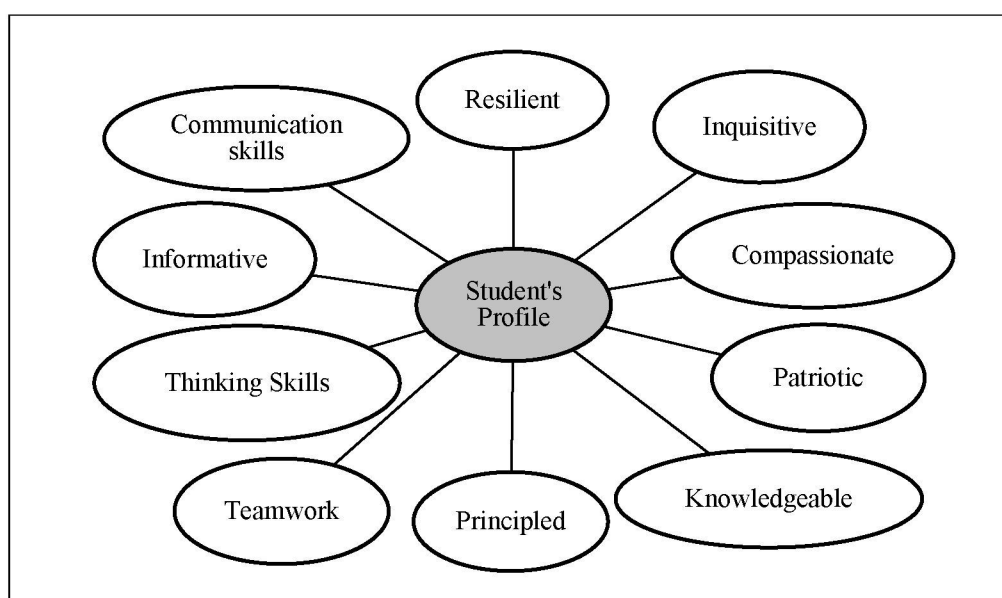 Resilient
Communication
skills
Inquisitive
Informative
Compassionate
Student's
Profile
Thinking Skills
Patriotic
Teamwork
Principled
Knowledgeable